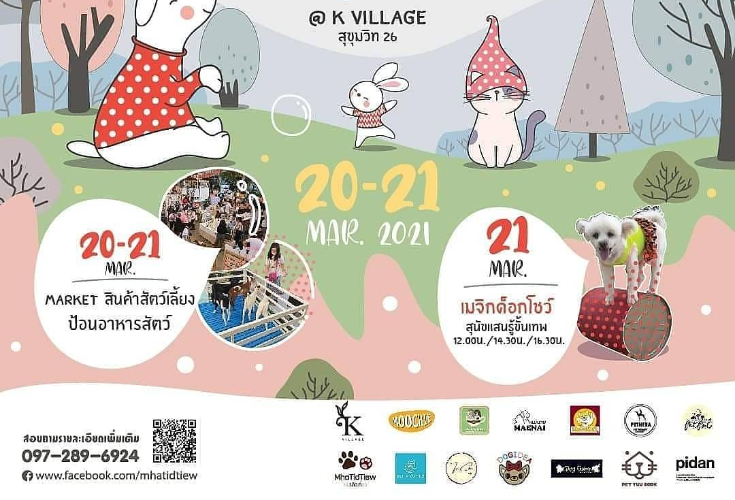 @ K VILLAGE
สุขุมวิท 26
20-21
MAR. 2021
20-21
MAR.
MARKET สินค้าสัตว์เลี้ยง
ป้อนอาหารสัตว์
21
MAR.
เมจิกด็อกโชว์
สุนัขแสนรู้ขั้นเทพ
12.00น./14.30น./16.30น.
สอบถามรายละเอียดเพิ่มเติม
097-289-6924
www.facebook.com/mhatidtiew
K
VILLAGE
HOOCHIE
MAENAI
PETHERA
MhaTidTiew
DOGIDEA
PET TUU BOOK
pidan